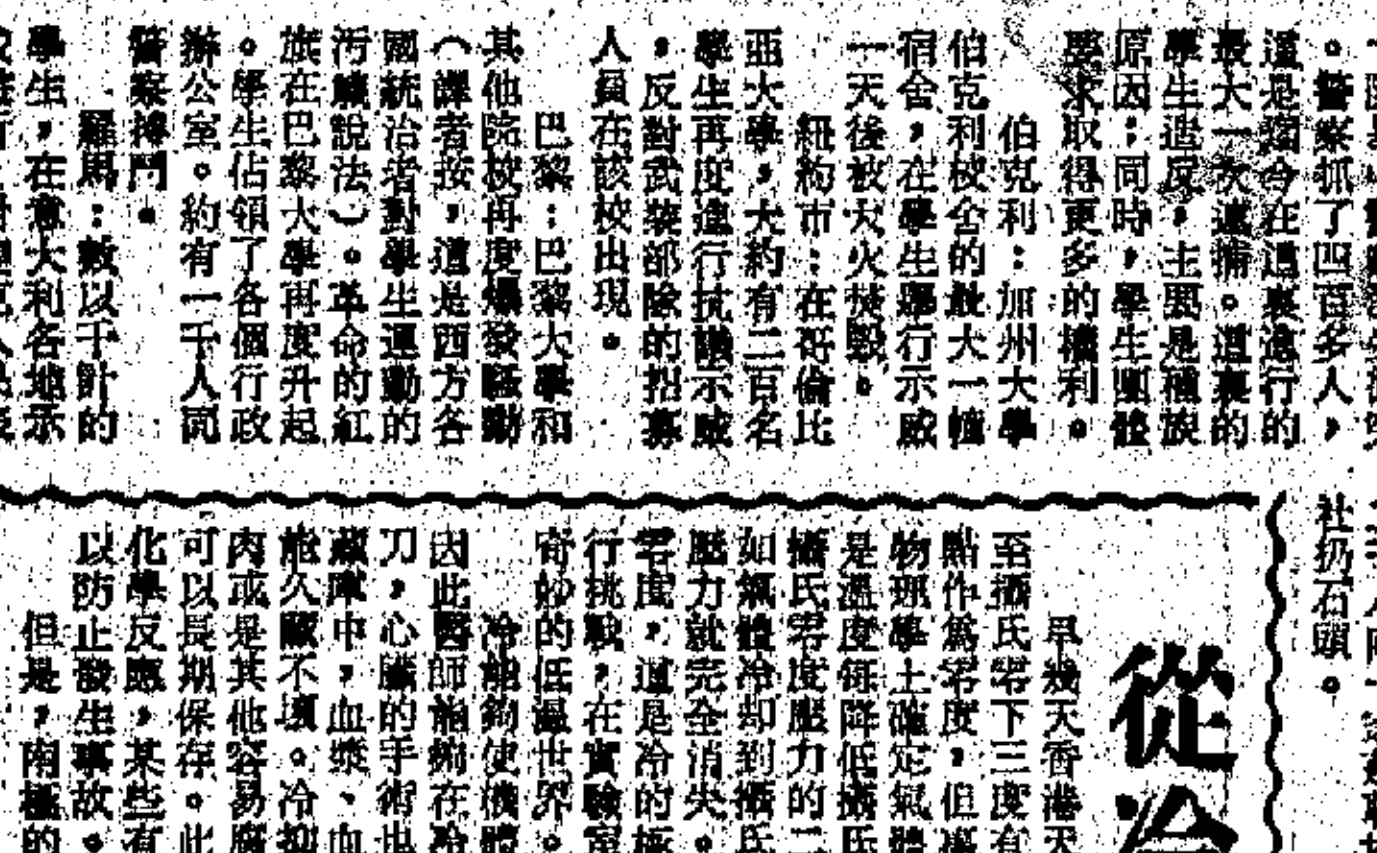 。警察抓了四百多人，
這是迄今在這裏進行的
最大一次逮捕。這裏的
學生造反，主要是種族
原因；同時，學生團體
要求取得更多的權利。
伯克利：加州大學
伯克利校舍的最大一幢
宿舍，在學生舉行示威
一天後被大火焚毀。
紐約市：在哥倫比
亞大學，大約有二百名
學生再度進行抗議示威
，反對武裝部隊的招募
人員在該校出現。
巴黎：巴黎大學和
其他院校再度爆發騷動
（譯者按，這是西方各
國統治者對學生運動的
污衊說法）。革命的紅
旗在巴黎大學再度升起
。學生佔領了各個行政
辦公室。約有一千人同
警察搏鬥。
羅馬：數以千計的
學生，在意大利各地示
社扔石頭。
從冷
早幾天香港天
至攝氏零下三度有
點作爲零度，但
物理學上確定氣體
是溫度每降低攝氏
攝氏零度壓力的二
如氣體冷却到攝氏
壓力就完全消失。
零度，這是冷的極
行挑戰，在實驗室
奇妙的低溫世界。
冷能夠使機體
因此醫師能夠在冷
刀，心臟的手術也
藏庫中，血漿、血
能久藏不壞。冷抑
肉或是其他容易腐
可以長期保存。此
化學反應，某些有
以防止發生事故。
但是，南極的